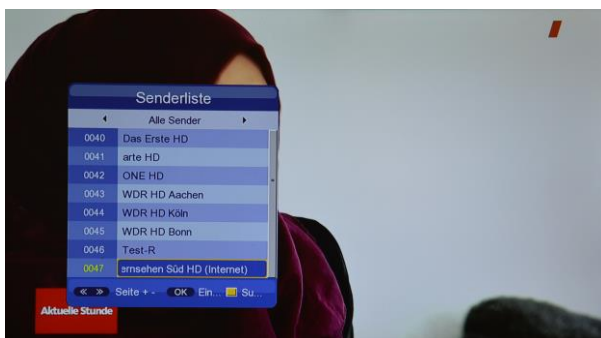 Senderliste
Alle Sender
0040 Das Erste HD
0041 arte HD
0042 ONE HD
0043 WDR HD Aachen
0044 WDR HD Köln
0045 WDR HD Bonn
0046 Test-R
0047 ernsehen Süd HD (Internet)
Seite + - OK Ein... Su...
Aktuelle Stunde